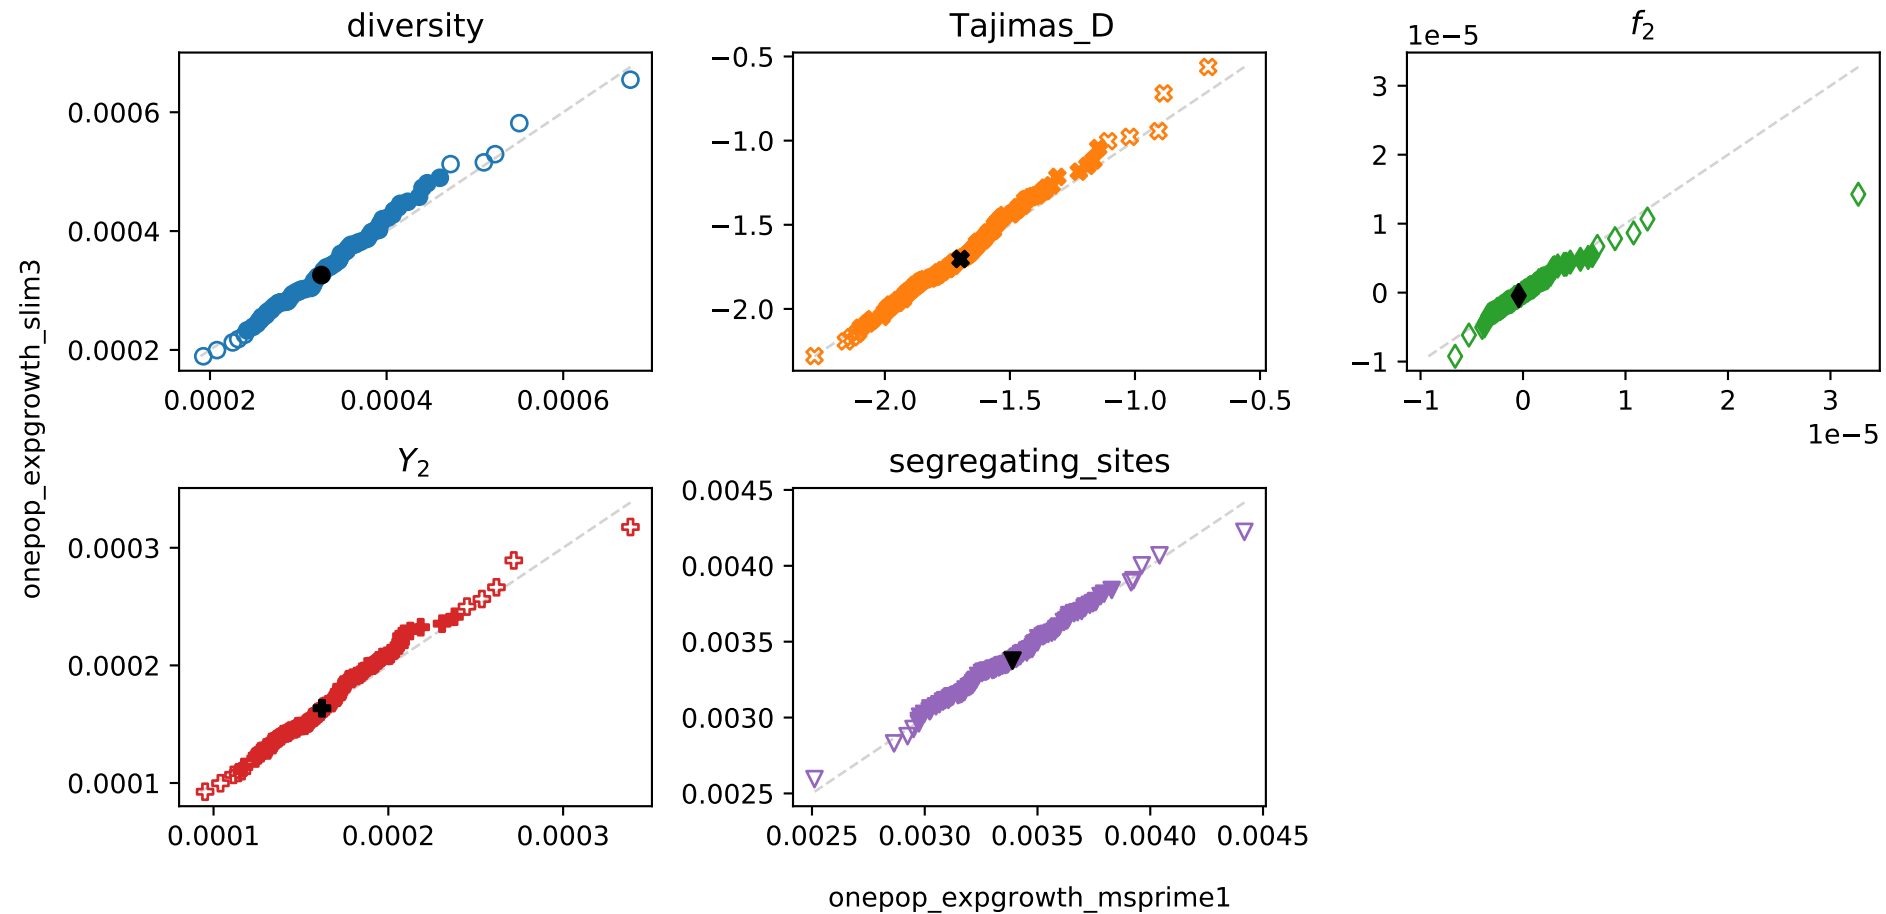 diversity
0.0006
0.0004
0.0002
0.0002 0.0004 0.0006
Tajimas_D
−0.5
−1.0
−1.5
−2.0
−2.0 −1.5 −1.0 −0.5
f2
1e−5
3
2
1
0
−1
−1 0 1 2 3
1e−5
onepop_expgrowth_slim3
Y2
0.0003
0.0002
0.0001
0.0001 0.0002 0.0003
segregating_sites
0.0045
0.0040
0.0035
0.0030
0.0025
0.0025 0.0030 0.0035 0.0040 0.0045
onepop_expgrowth_msprime1